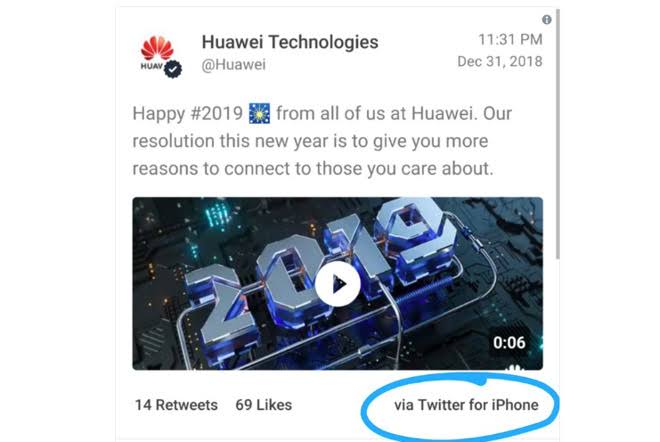 Huawei Technologies
11:31 PM
HUAW
@Huawei
Dec 31, 2018
Happy #2019 🎆 from all of us at Huawei. Our
resolution this new year is to give you more
reasons to connect to those you care about.
2019
0:06
14 Retweets 69 Likes
via Twitter for iPhone